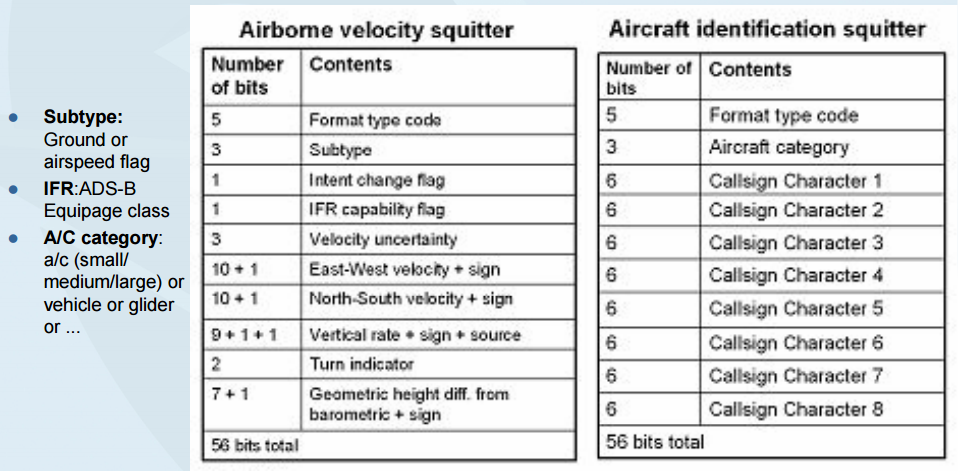 Subtype:
Ground or
airspeed flag
IFR:ADS-B
Equipage class
A/C category:
a/c (small/
medium/large) or
vehicle or glider
or ...
Airborne velocity squitter
Number of bits Contents
5 Format type code
3 Subtype
1 Intent change flag
1 IFR capability flag
3 Velocity uncertainty
10 + 1 East-West velocity + sign
10 + 1 North-South velocity + sign
9 + 1 + 1 Vertical rate + sign + source
2 Turn indicator
7 + 1 Geometric height diff. from
barometric + sign
56 bits total
Aircraft identification squitter
Number of bits Contents
5 Format type code
3 Aircraft category
6 Callsign Character 1
6 Callsign Character 2
6 Callsign Character 3
6 Callsign Character 4
6 Callsign Character 5
6 Callsign Character 6
6 Callsign Character 7
6 Callsign Character 8
56 bits total